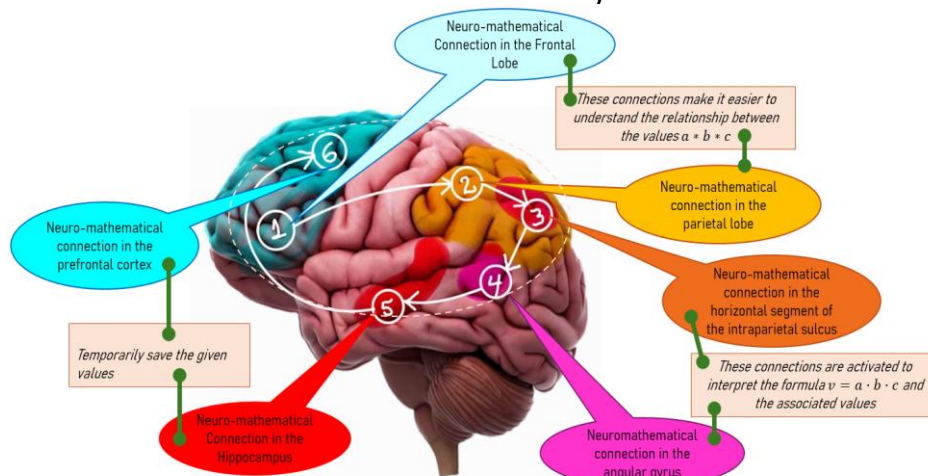 Neuro-mathematical
Connection in the Frontal
Lobe
These connections make it easier to
understand the relationship between
the values a * b * c
Neuro-mathematical
connection in the
parietal lobe
Neuro-mathematical
connection in the
prefrontal cortex
Neuro-mathematical
connection in the
horizontal segment of
the intraparietal sulcus
Temporarily save the given
values
These connections are activated to
interpret the formula v = a · b · c and
the associated values
Neuro-mathematical
Connection in the
Hippocampus
Neuromathematical
connection in the
angular gyrus
6
1
2
3
4
5